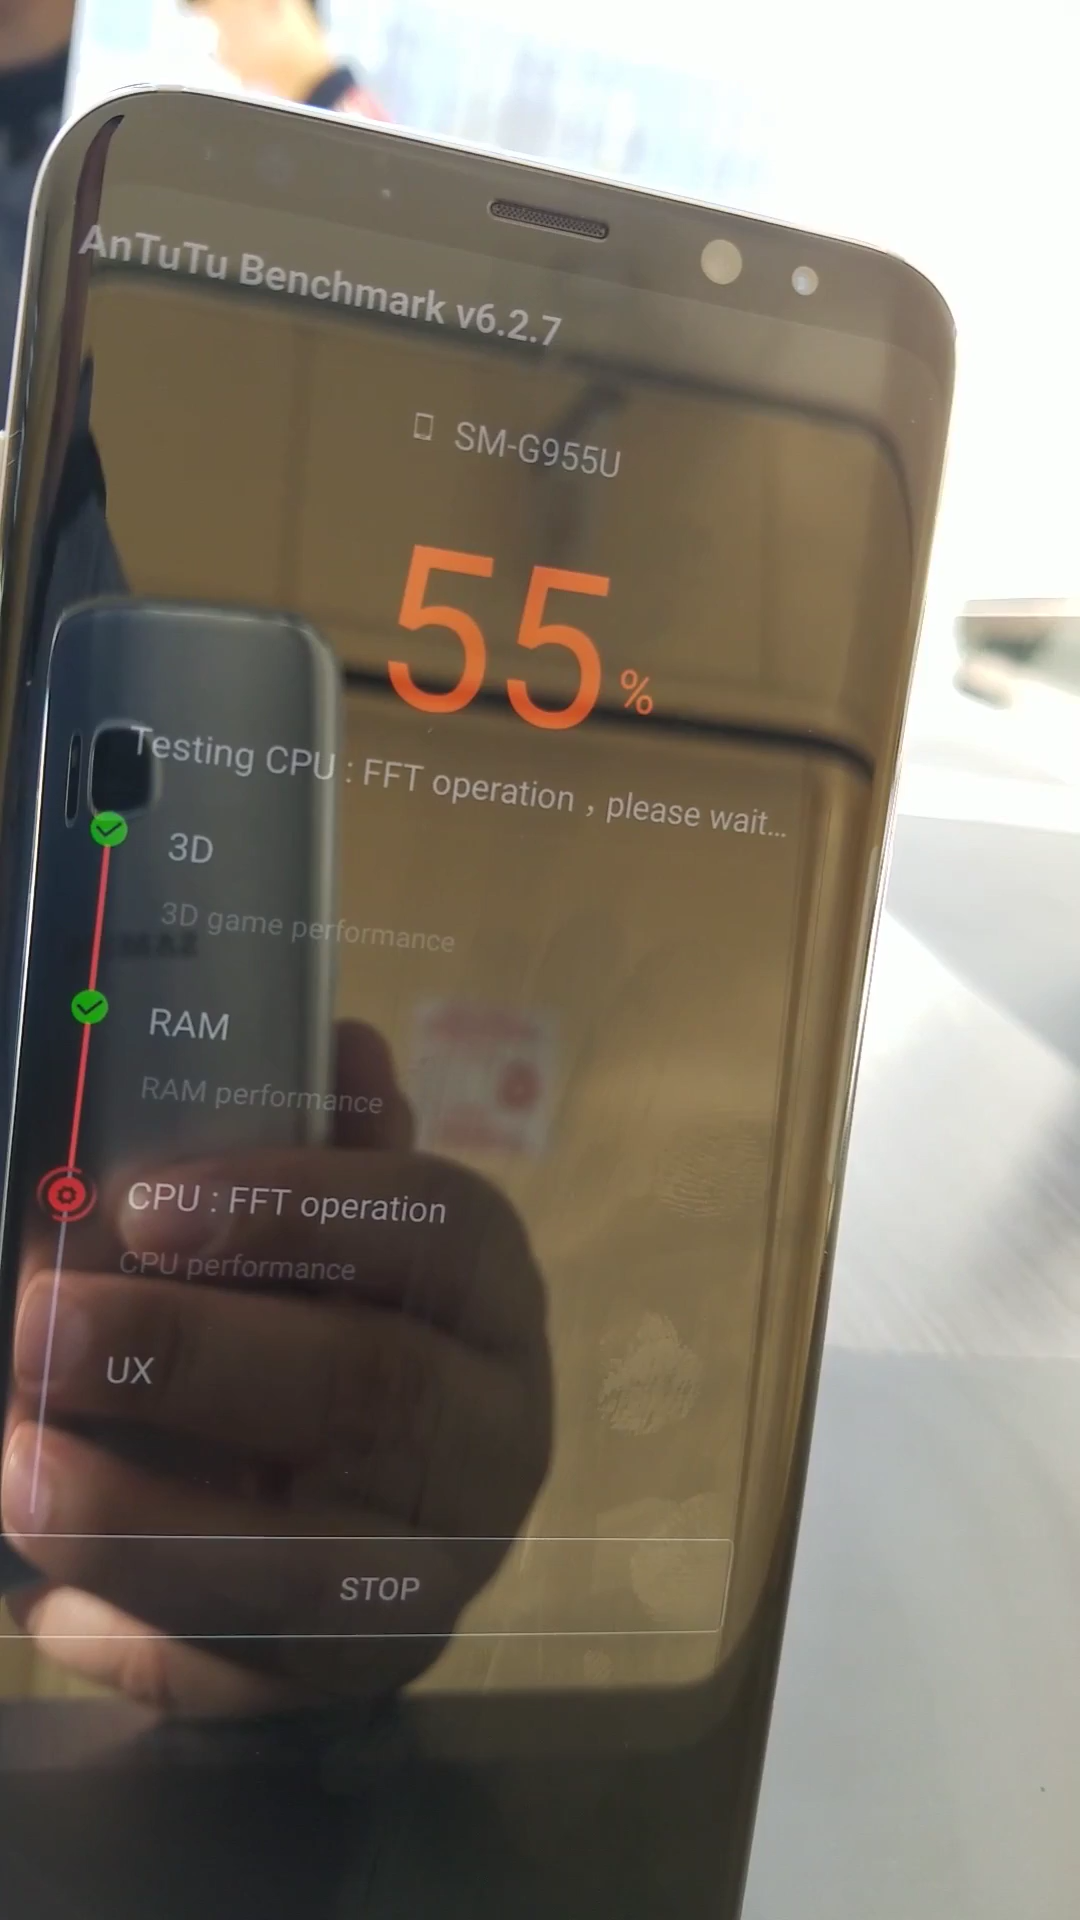 AnTuTu Benchmark v6.2.7
SM-G955U
55%
Testing CPU : FFT operation , please wait...
3D
3D game performance
RAM
RAM performance
CPU : FFT operation
CPU performance
UX
STOP